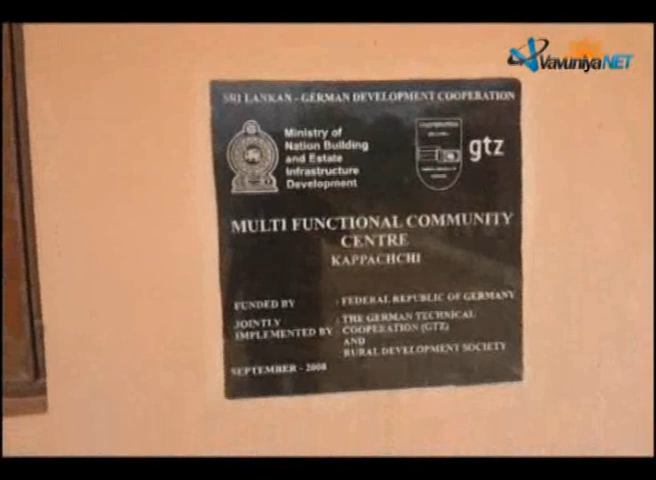 VavuniyaNET
SRI LANKAN - GERMAN DEVELOPMENT COOPERATION
Ministry of
Nation Building
and Estate
Infrastructure
Development
gtz
MULTI FUNCTIONAL COMMUNITY
CENTRE
KAPPACHCHI
FUNDED BY : FEDERAL REPUBLIC OF GERMANY
JOINTLY : THE GERMAN TECHNICAL
IMPLEMENTED BY COOPERATION (GTZ)
AND
RURAL DEVELOPMENT SOCIETY
SEPTEMBER - 2008